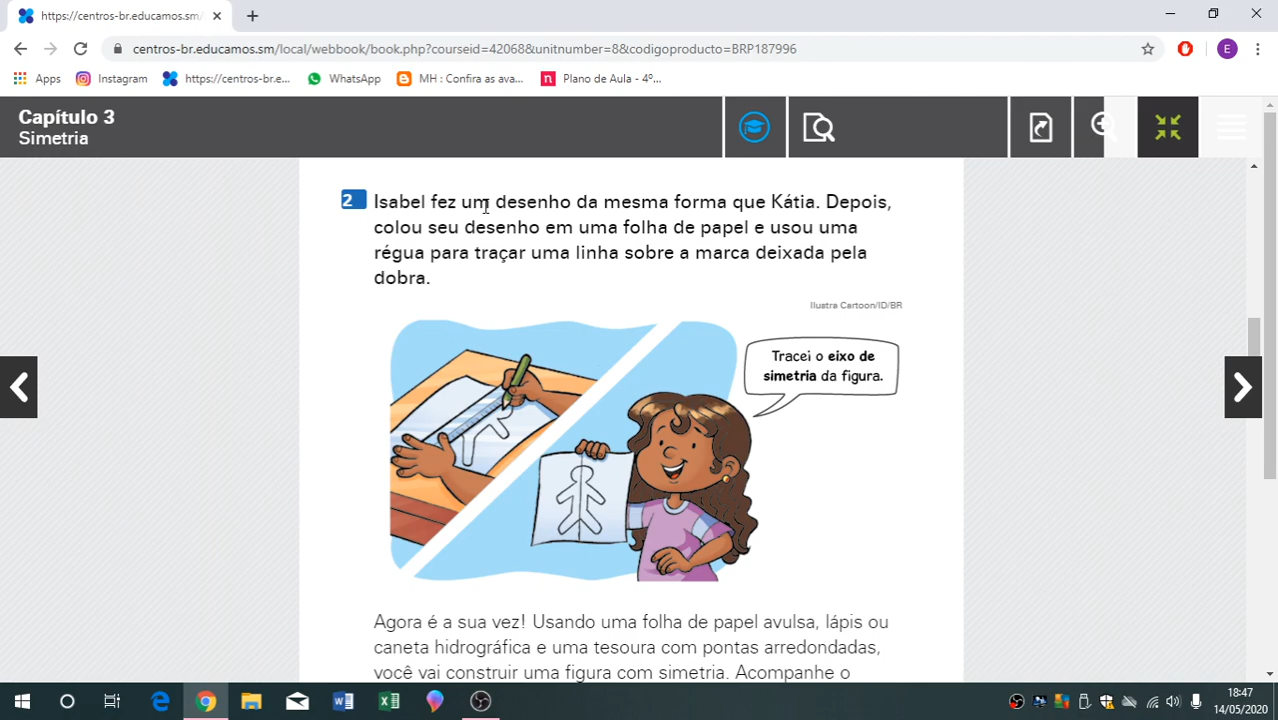 https://centros-br.educamos.sm/
centros-br.educamos.sm/local/webbook/book.php?courseid=42068&unitnumber=8&codigoproducto=BRP187996
E
Apps
Instagram
https://centros-br.e...
WhatsApp
MH : Confira as ava...
n
Plano de Aula - 4º...
Capítulo 3
Simetria
2
Isabel fez um desenho da mesma forma que Kátia. Depois,
colou seu desenho em uma folha de papel e usou uma
régua para traçar uma linha sobre a marca deixada pela
dobra.
Ilustra Cartoon/ID/BR
Tracei o eixo de
simetria da figura.
Agora é a sua vez! Usando uma folha de papel avulsa, lápis ou
caneta hidrográfica e uma tesoura com pontas arredondadas,
você vai construir uma figura com simetria. Acompanhe o
18:47
14/05/2020